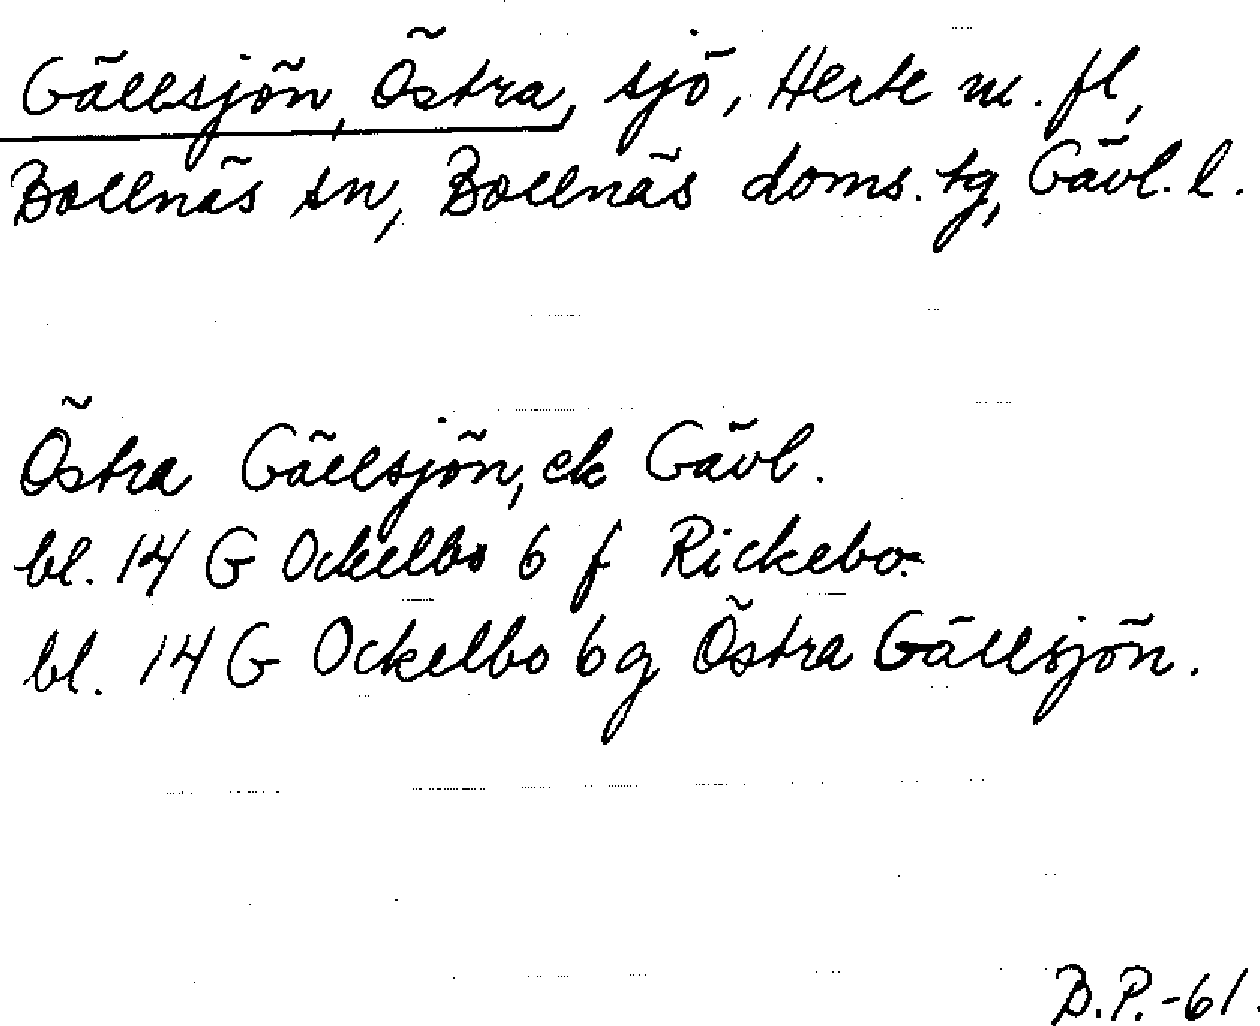 Gällsjön, Östra, sjö, Herte m. fl,
Bollnäs sn, Bollnäs doms. tg, Gävl. l.
Östra Gällsjön, ek Gävl.
bl. 14 G Ockelbo 6 f Rickebo.
bl. 14 G Ockelbo 6g Östra Gällsjön.
B.P.-61.